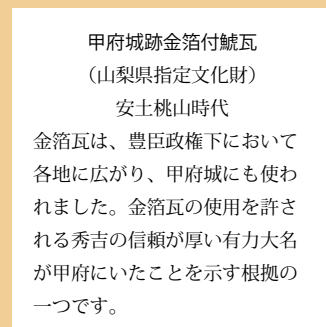 甲府城跡金箔付鯱瓦
（山梨県指定文化財）
安土桃山時代
金箔瓦は、豊臣政権下において
各地に広がり、甲府城にも使わ
れました。金箔瓦の使用を許さ
れる秀吉の信頼が厚い有力大名
が甲府にいたことを示す根拠の
一つです。